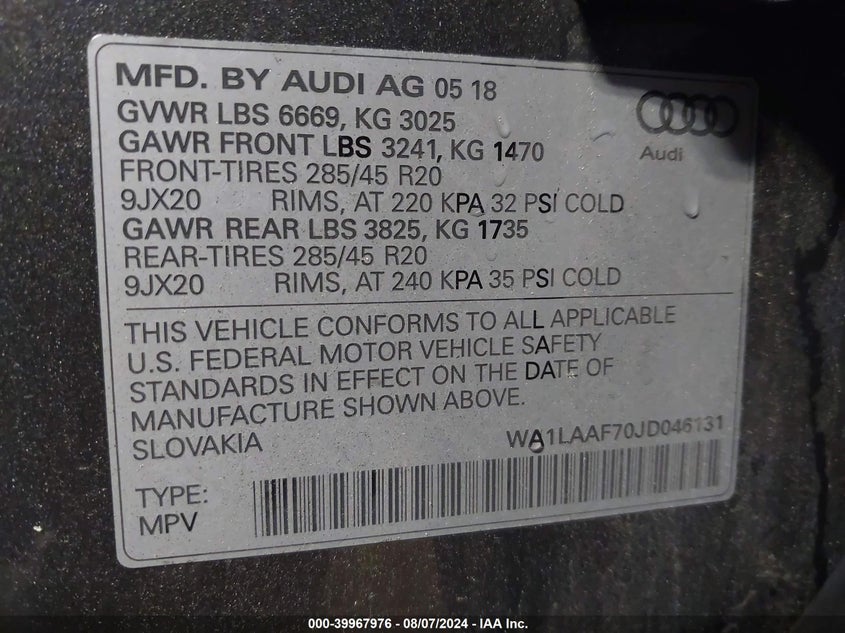 MFD. BY AUDI AG 05 18
GVWR LBS 6669, KG 3025
GAWR FRONT LBS 3241, KG 1470
FRONT-TIRES 285/45 R20
9JX20 RIMS, AT 220 KPA 32 PSI COLD
GAWR REAR LBS 3825, KG 1735
REAR-TIRES 285/45 R20
9JX20 RIMS, AT 240 KPA 35 PSI COLD
Audi
THIS VEHICLE CONFORMS TO ALL APPLICABLE
U.S. FEDERAL MOTOR VEHICLE SAFETY
STANDARDS IN EFFECT ON THE DATE OF
MANUFACTURE SHOWN ABOVE.
SLOVAKIA WA1LAAF70JD046131
TYPE:
MPV
000-39967976 - 08/07/2024 - IAA Inc.